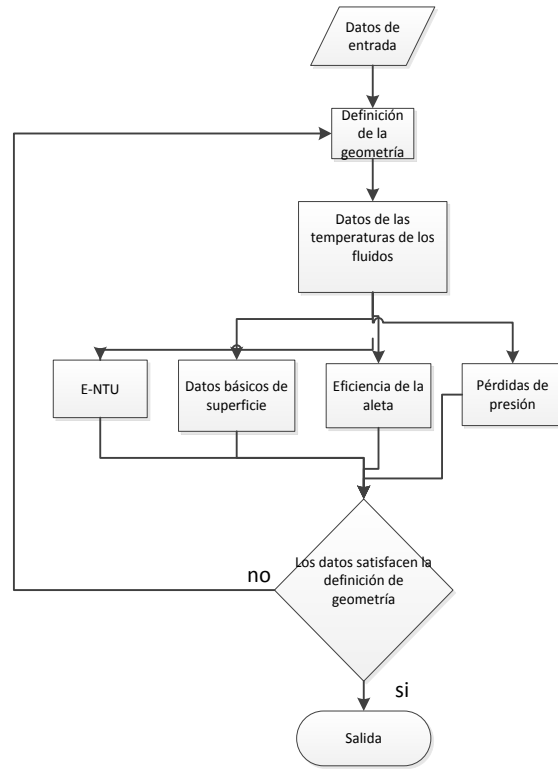 Datos de
entrada
Definición
de la
geometría
Datos de las
temperaturas de los
fluidos
E-NTU
Datos básicos de
superficie
Eficiencia de la
aleta
Pérdidas de
presión
Los datos satisfacen la
definición de
geometría
no
si
Salida